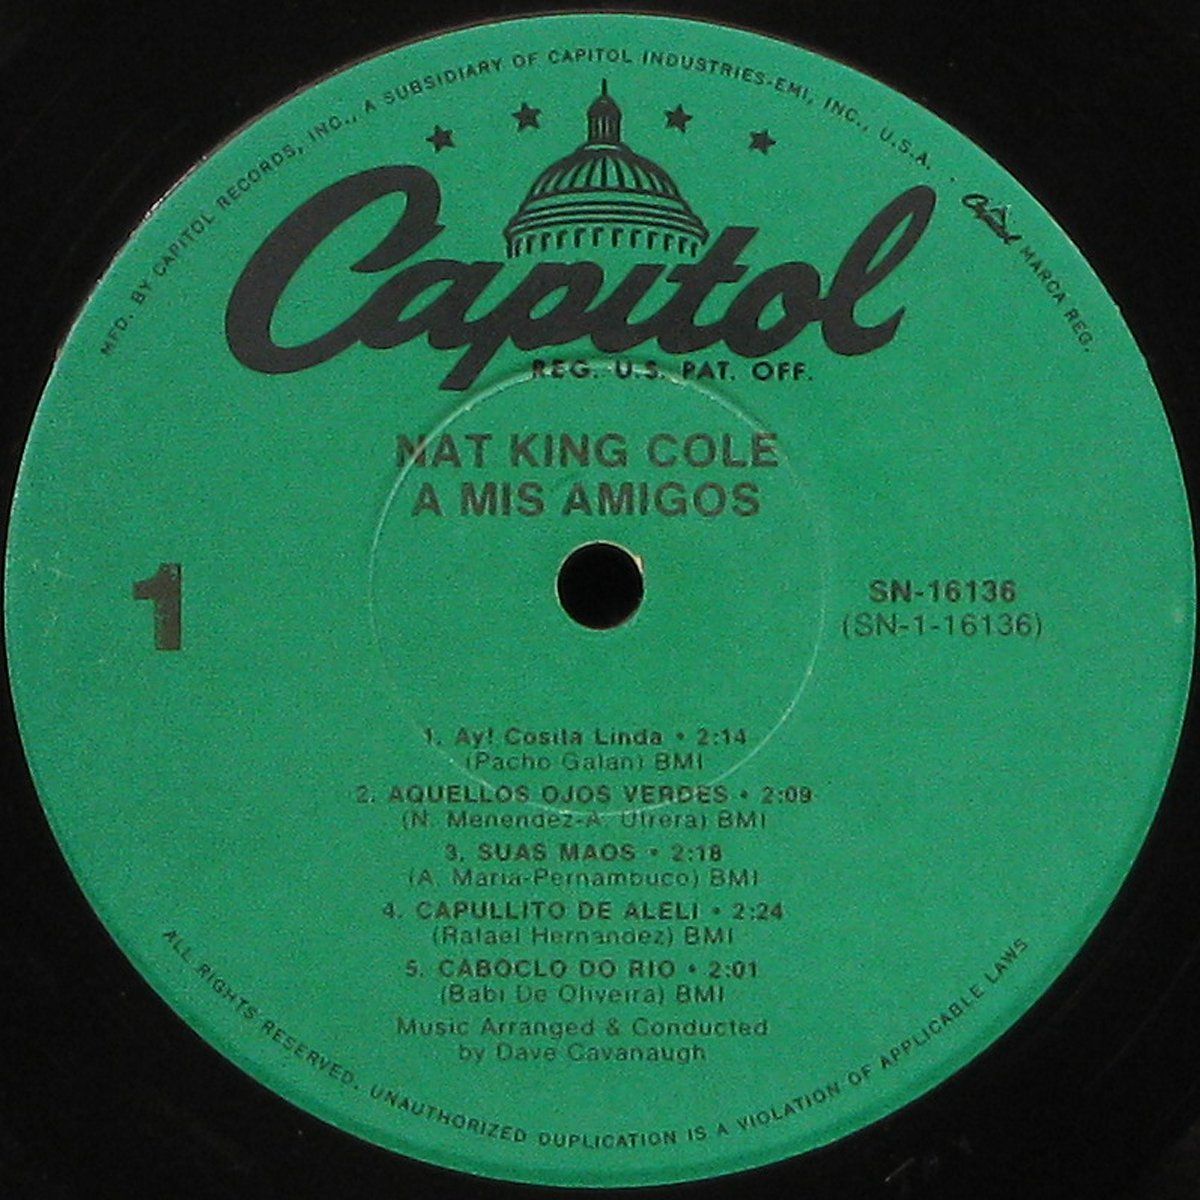 MFD. BY CAPITOL RECORDS, INC., A SUBSIDIARY OF CAPITOL INDUSTRIES-EMI, INC., U.S.A. · Capitol MARCA REG.
Capitol
REG. U.S. PAT. OFF.
NAT KING COLE
A MIS AMIGOS
1
SN-16136
(SN-1-16136)
1. Ay! Cosita Linda • 2:14
(Pacho Galan) BMI
2. AQUELLOS OJOS VERDES • 2:09
(N. Menendez-A. Utrera) BMI
3. SUAS MAOS • 2:18
(A. Maria-Pernambuco) BMI
4. CAPULLITO DE ALELI • 2:24
(Rafael Hernandez) BMI
5. CABOCLO DO RIO • 2:01
(Babi De Oliveira) BMI
Music Arranged & Conducted
by Dave Cavanaugh
ALL RIGHTS RESERVED. UNAUTHORIZED DUPLICATION IS A VIOLATION OF APPLICABLE LAWS